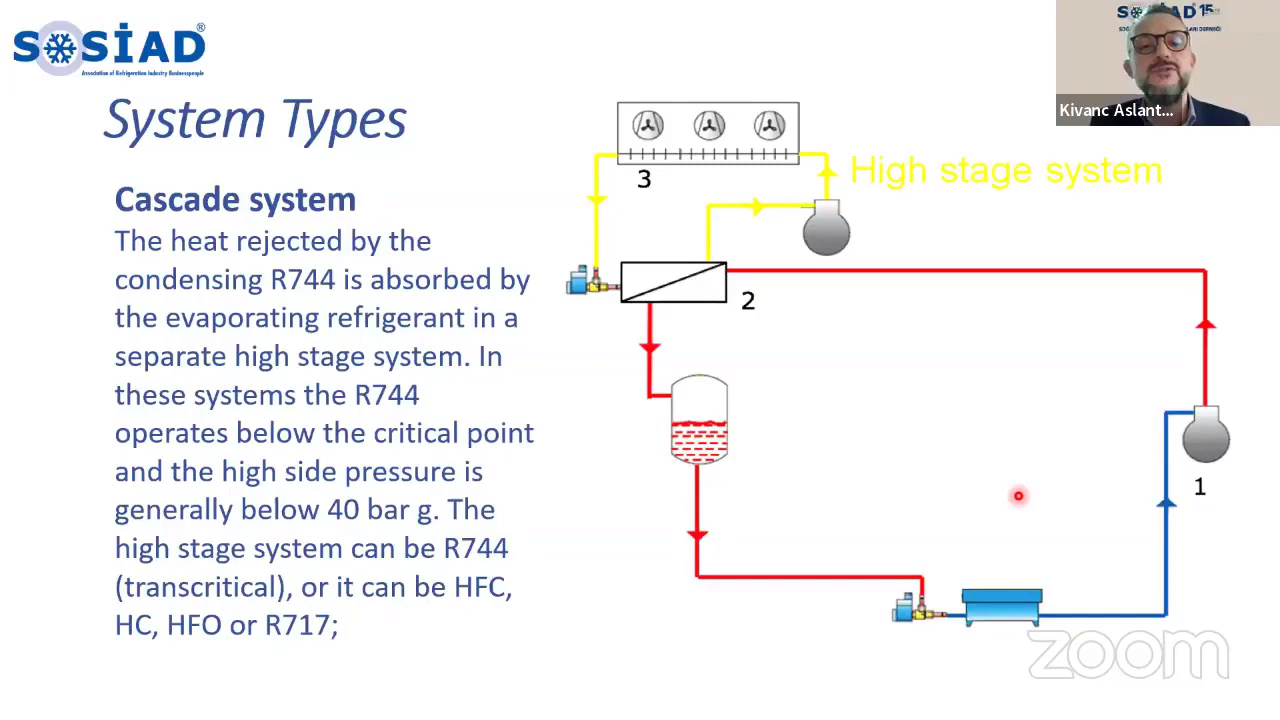 SOSİAD®
Association of Refrigeration Industry Businesspeople
System Types
Cascade system
The heat rejected by the
condensing R744 is absorbed by
the evaporating refrigerant in a
separate high stage system. In
these systems the R744
operates below the critical point
and the high side pressure is
generally below 40 bar g. The
high stage system can be R744
(transcritical), or it can be HFC,
HC, HFO or R717;
3
High stage system
2
1
SOSİAD 15
Kivanc Aslant...
zoom